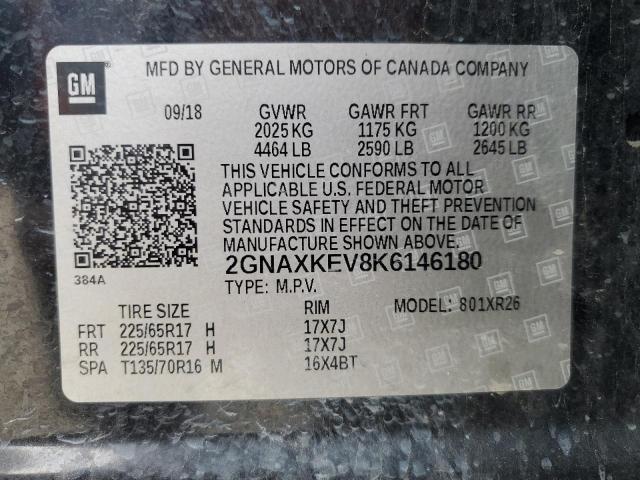 GM
MFD BY GENERAL MOTORS OF CANADA COMPANY
09/18 GVWR GAWR FRT GAWR RR
2025 KG 1175 KG 1200 KG
4464 LB 2590 LB 2645 LB
THIS VEHICLE CONFORMS TO ALL
APPLICABLE U.S. FEDERAL MOTOR
VEHICLE SAFETY AND THEFT PREVENTION
STANDARDS IN EFFECT ON THE DATE OF
MANUFACTURE SHOWN ABOVE.
384A
2GNAXKEV8K6146180
TYPE: M.P.V.
TIRE SIZE RIM MODEL: 801XR26
FRT 225/65R17 H 17X7J
RR 225/65R17 H 17X7J
SPA T135/70R16 M 16X4BT